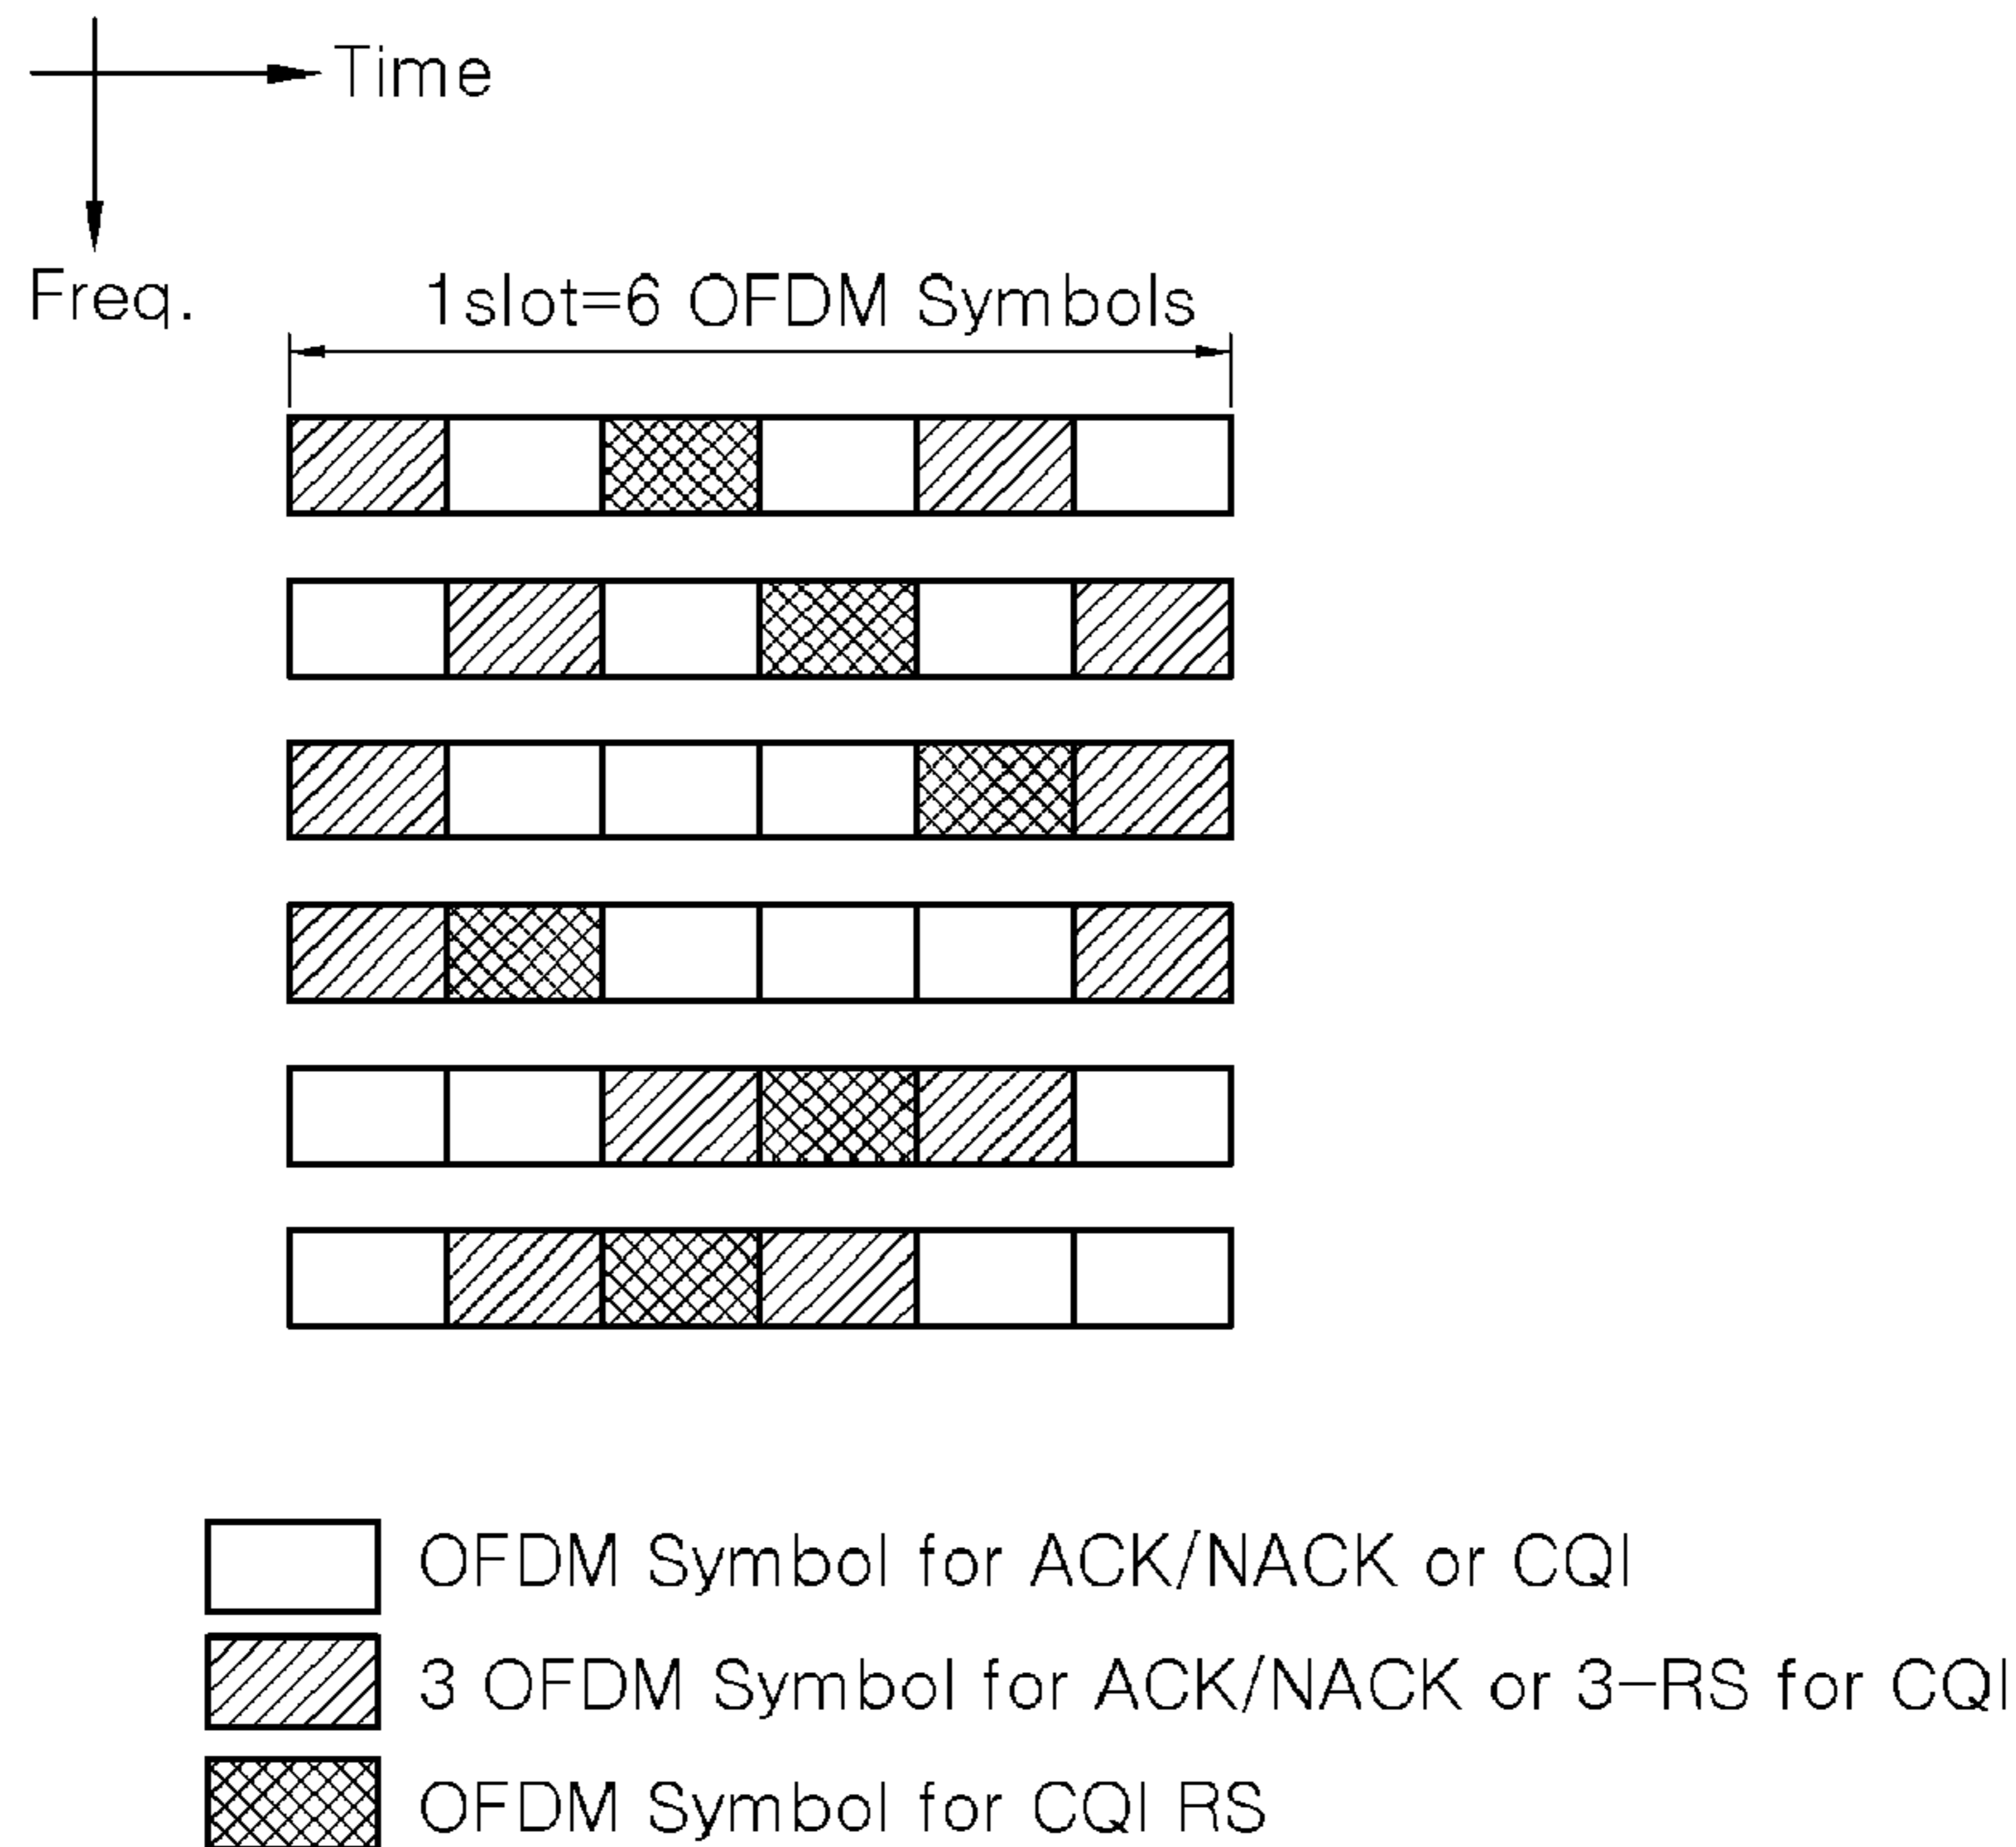 Time
Freq.
1slot=6 OFDM Symbols
OFDM Symbol for ACK/NACK or CQI
3 OFDM Symbol for ACK/NACK or 3-RS for CQI
OFDM Symbol for CQI RS